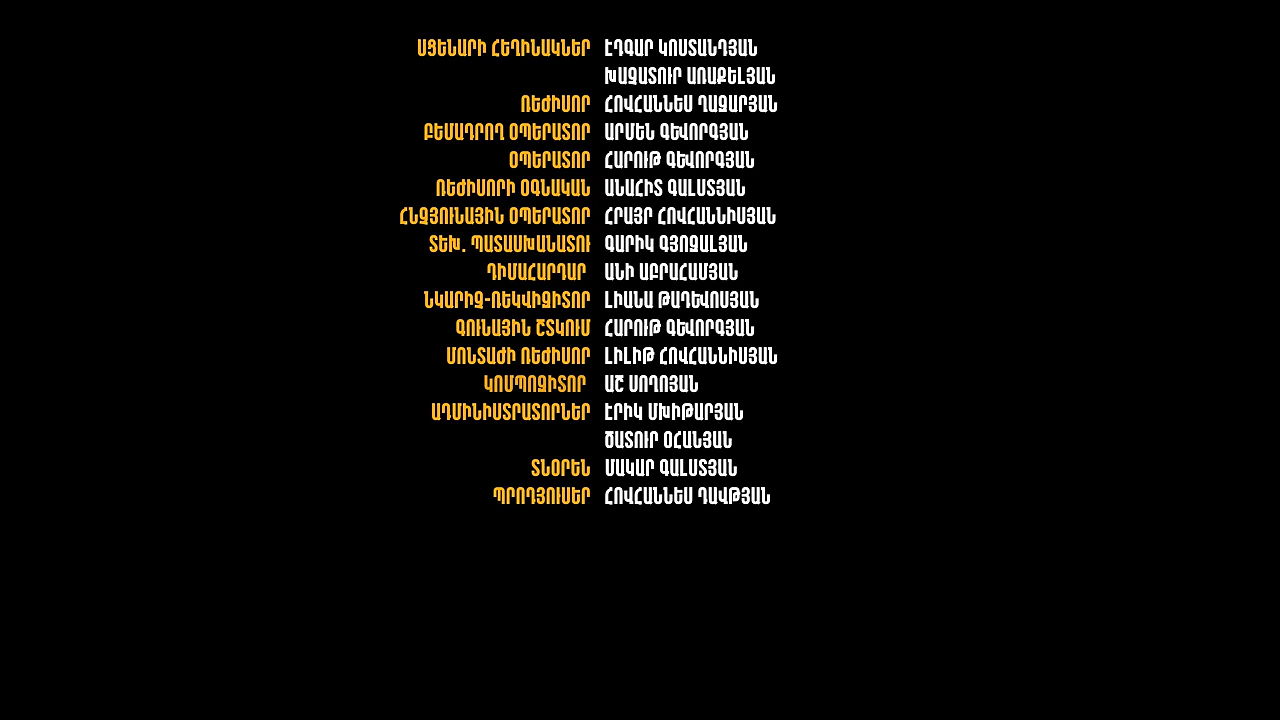 ՍՑԵՆԱՐԻ ՀԵՂԻՆԱԿՆԵՐ ԷԴԳԱՐ ԿՈՍՏԱՆԴՅԱՆ
ԽԱՉԱՏՈՒՐ ԱՌԱՔԵԼՅԱՆ
ՌԵԺԻՍՈՐ ՀՈՎՀԱՆՆԵՍ ՂԱԶԱՐՅԱՆ
ԲԵՄԱԴՐՈՂ ՕՊԵՐԱՏՈՐ ԱՐՄԵՆ ԳԵՎՈՐԳՅԱՆ
ՕՊԵՐԱՏՈՐ ՀԱՐՈՒԹ ԳԵՎՈՐԳՅԱՆ
ՌԵԺԻՍՈՐԻ ՕԳՆԱԿԱՆ ԱՆԱՀԻՏ ԳԱԼՍՏՅԱՆ
ՀՆՉՅՈՒՆԱՅԻՆ ՕՊԵՐԱՏՈՐ ՀՐԱՅՐ ՀՈՎՀԱՆՆԻՍՅԱՆ
ՏԵԽ. ՊԱՏԱՍԽԱՆԱՏՈՒ ԳԱՐԻԿ ԳՅՈԶԱԼՅԱՆ
ԴԻՄԱՀԱՐԴԱՐ ԱՆԻ ԱԲՐԱՀԱՄՅԱՆ
ՆԿԱՐԻՉ-ՌԵԿՎԻԶԻՏՈՐ ԼԻԱՆԱ ԹԱԴԵՎՈՍՅԱՆ
ԳՈՒՆԱՅԻՆ ՇՏԿՈՒՄ ՀԱՐՈՒԹ ԳԵՎՈՐԳՅԱՆ
ՄՈՆՏԱԺԻ ՌԵԺԻՍՈՐ ԼԻԼԻԹ ՀՈՎՀԱՆՆԻՍՅԱՆ
ԿՈՄՊՈԶԻՏՈՐ ԱՇ ՍՈՂՈՅԱՆ
ԱԴՄԻՆԻՍՏՐԱՏՈՐՆԵՐ ԷՐԻԿ ՄԽԻԹԱՐՅԱՆ
ԾԱՏՈՒՐ ՕՀԱՆՅԱՆ
ՏՆՕՐԵՆ ՄԱԿԱՐ ԳԱԼՍՏՅԱՆ
ՊՐՈԴՅՈՒՍԵՐ ՀՈՎՀԱՆՆԵՍ ԴԱՎԹՅԱՆ